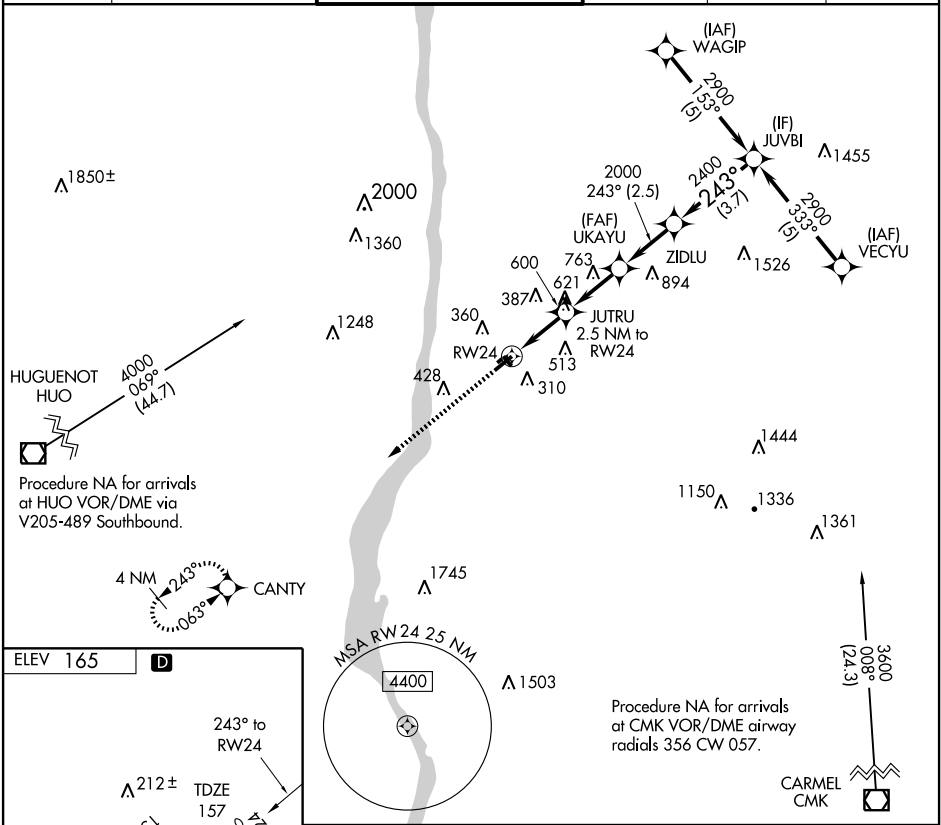 (IAF)
WAGIP
2900
153°
(5)
(IF)
JUVBI
1455
2400
243°
(3.7)
2000
243° (2.5)
1850±
2000
1360
(FAF)
UKAYU
2900
333°
(5)
(IAF)
VECYU
ZIDLU
1526
763
894
600
621
387
JUTRU
2.5 NM to
RW24
360
1248
RW24
513
310
428
4000
069°
(44.7)
HUGUENOT
HUO
Procedure NA for arrivals
at HUO VOR/DME via
V205-489 Southbound.
1444
1150
1336
1361
4 NM
243°
063°
CANTY
1745
MSA RW24 25 NM
4400
1503
3600
008°
(24.3)
Procedure NA for arrivals
at CMK VOR/DME airway
radials 356 CW 057.
CARMEL
CMK
ELEV 165
D
243° to
RW24
212±
TDZE
157